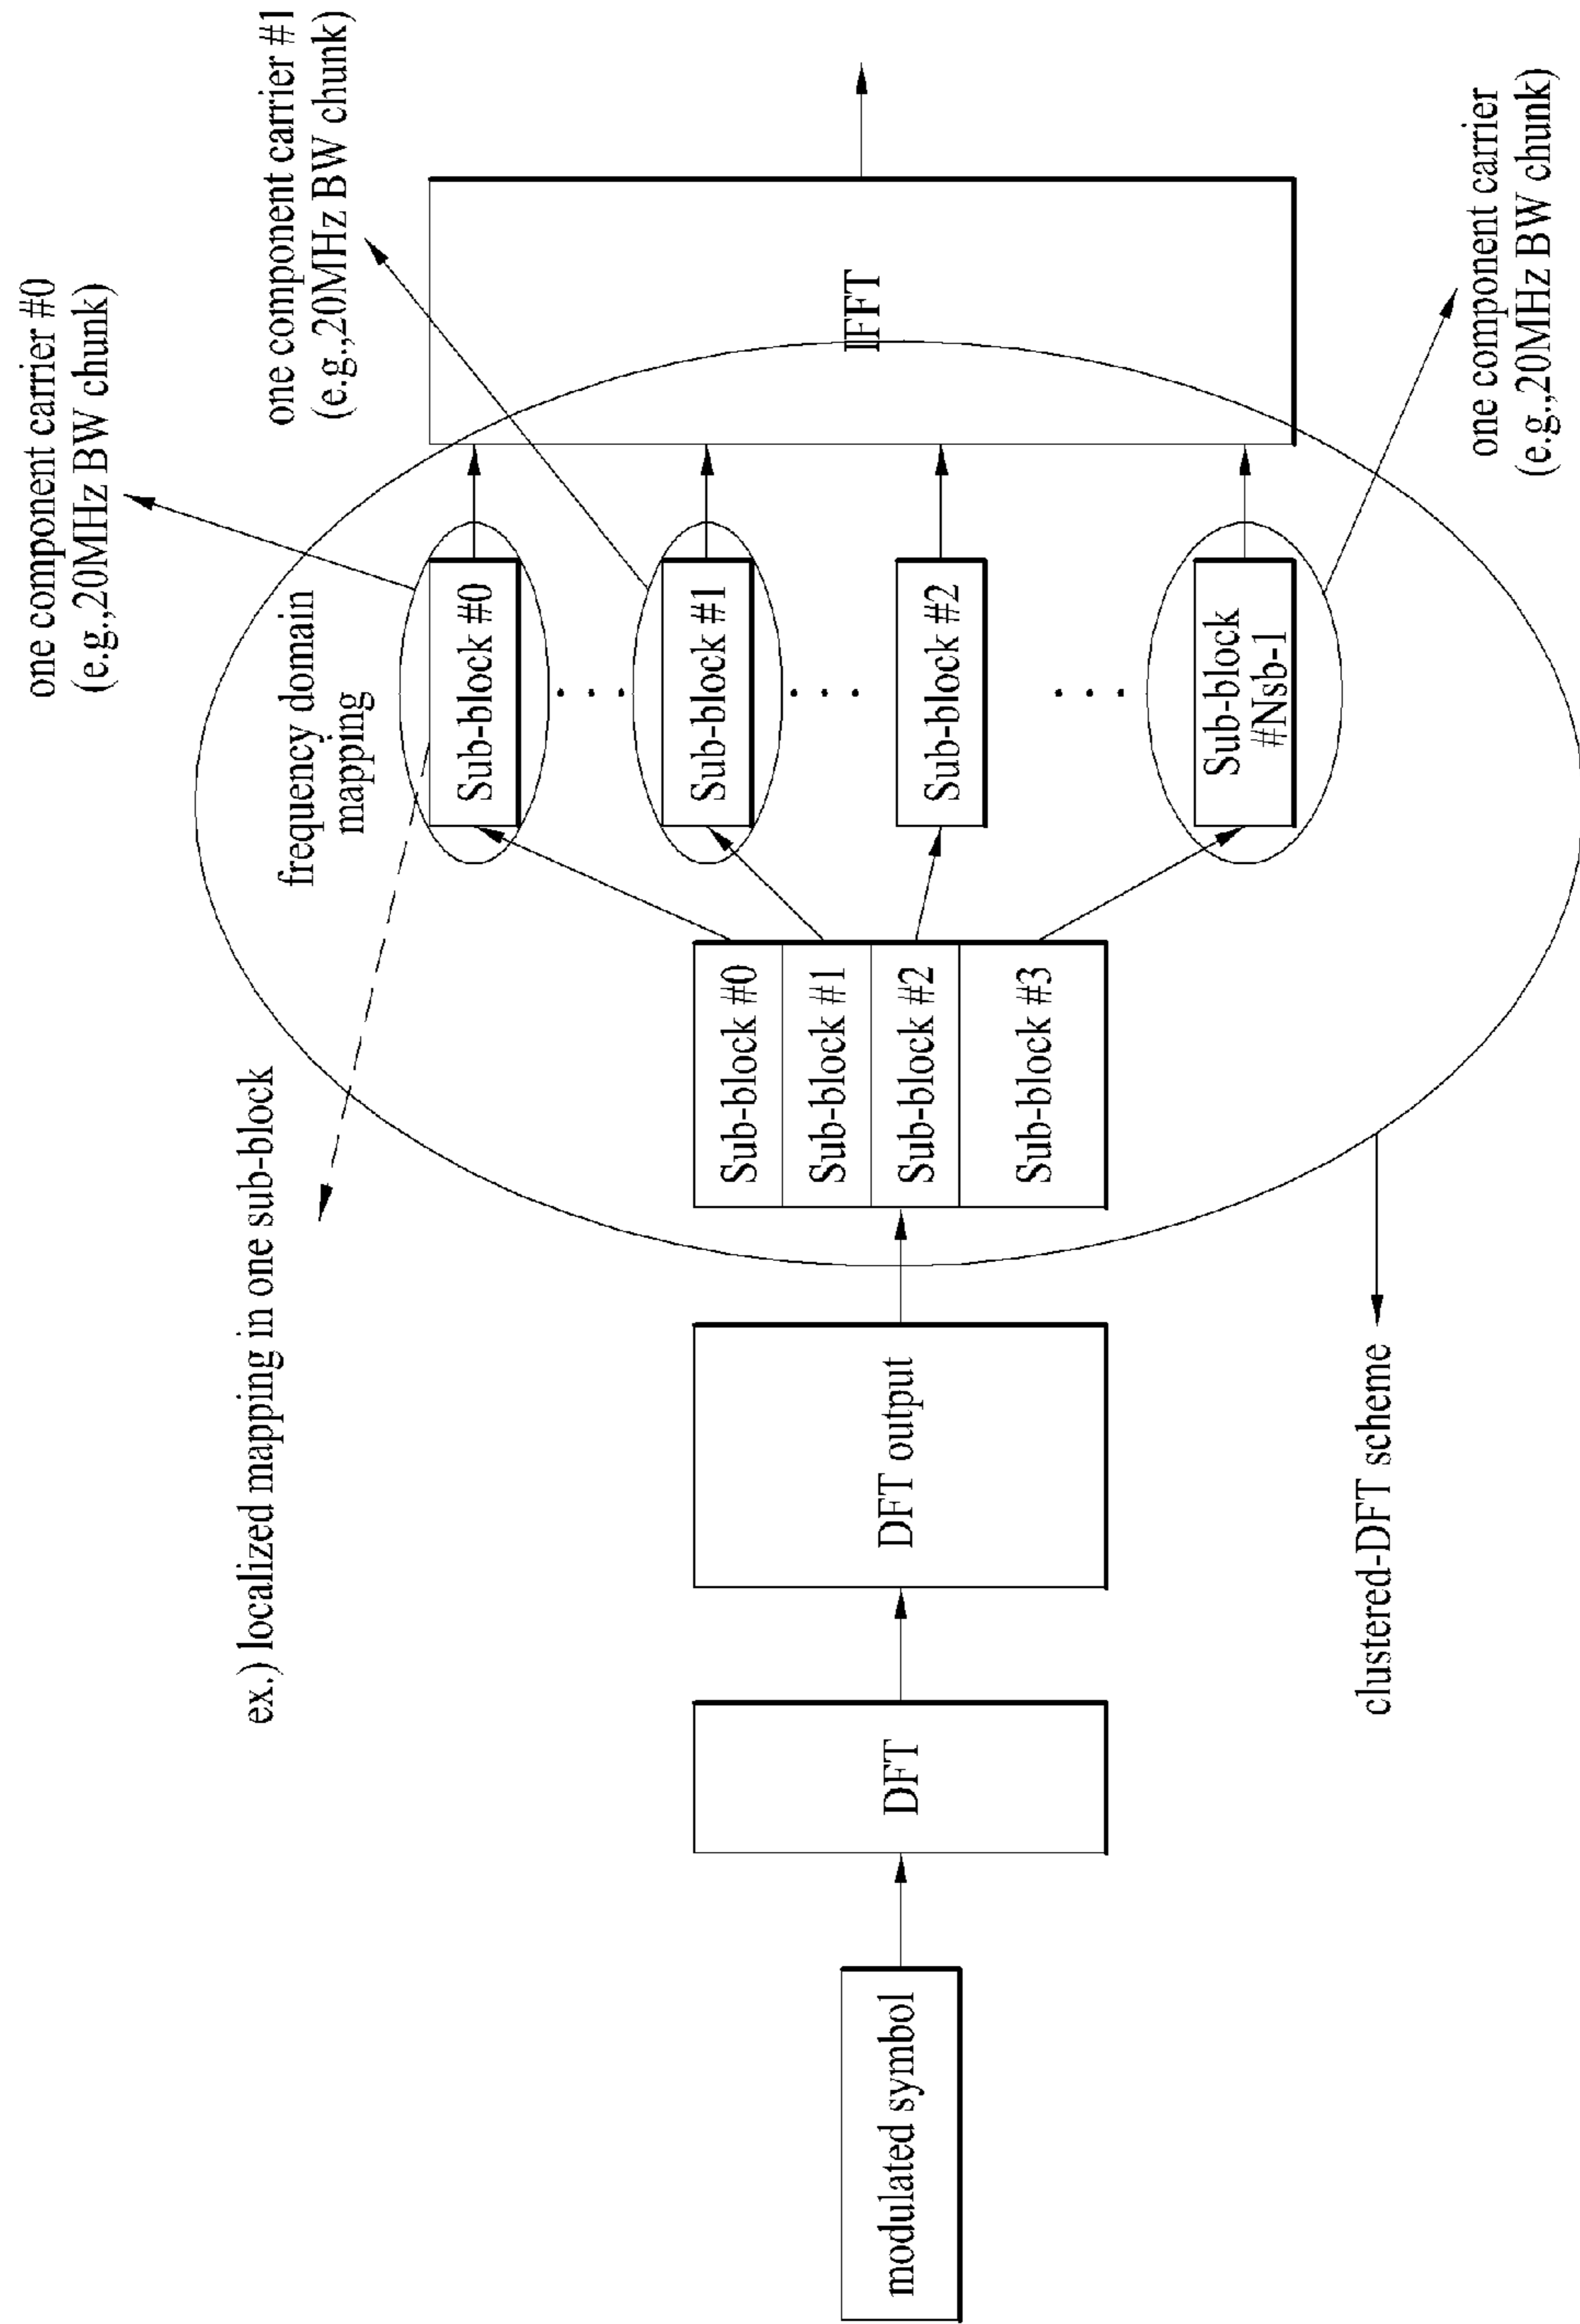 one component carrier #0
(e.g.,20MHz BW chunk)
one component carrier #1
(e.g.,20MHz BW chunk)
ex.) localized mapping in one sub-block
frequency domain
mapping
modulated symbol
DFT
DFT output
Sub-block #0
Sub-block #1
Sub-block #2
Sub-block #3
Sub-block #0
Sub-block #1
Sub-block #2
Sub-block
#Nsb-1
IFFT
clustered-DFT scheme
one component carrier
(e.g.,20MHz BW chunk)